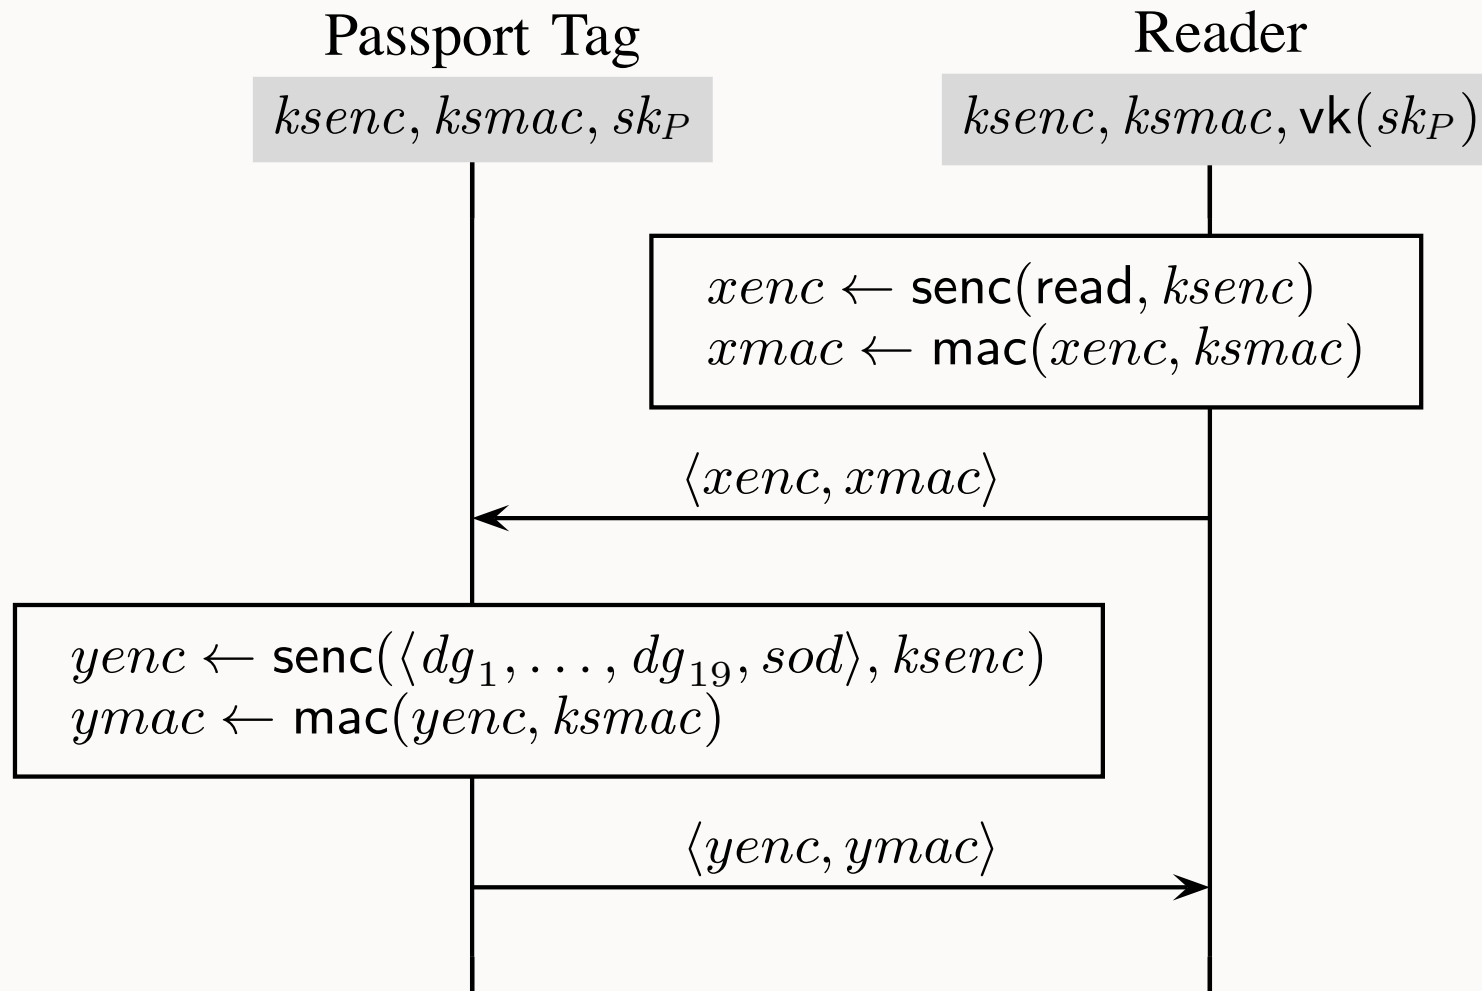 Passport Tag
Reader
ksenc, ksmac, sk_P
ksenc, ksmac, vk(sk_P)
xenc ← senc(read, ksenc)
xmac ← mac(xenc, ksmac)
⟨xenc, xmac⟩
yenc ← senc(⟨dg_1, . . . , dg_19, sod⟩, ksenc)
ymac ← mac(yenc, ksmac)
⟨yenc, ymac⟩